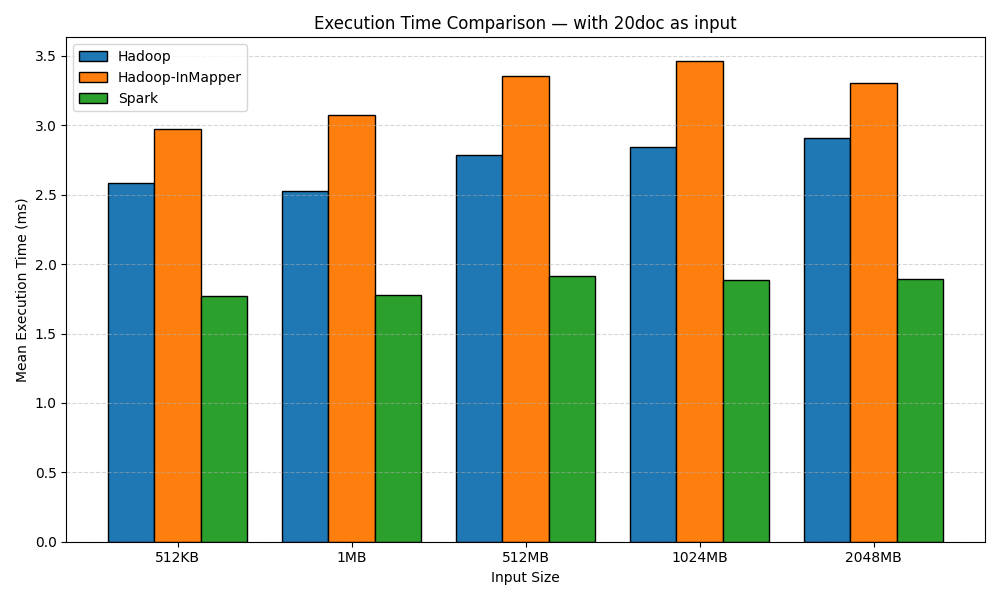 Execution Time Comparison — with 20doc as input
Hadoop
Hadoop-InMapper
Spark
Mean Execution Time (ms)
3.5
3.0
2.5
2.0
1.5
1.0
0.5
0.0
512KB 1MB 512MB 1024MB 2048MB
Input Size